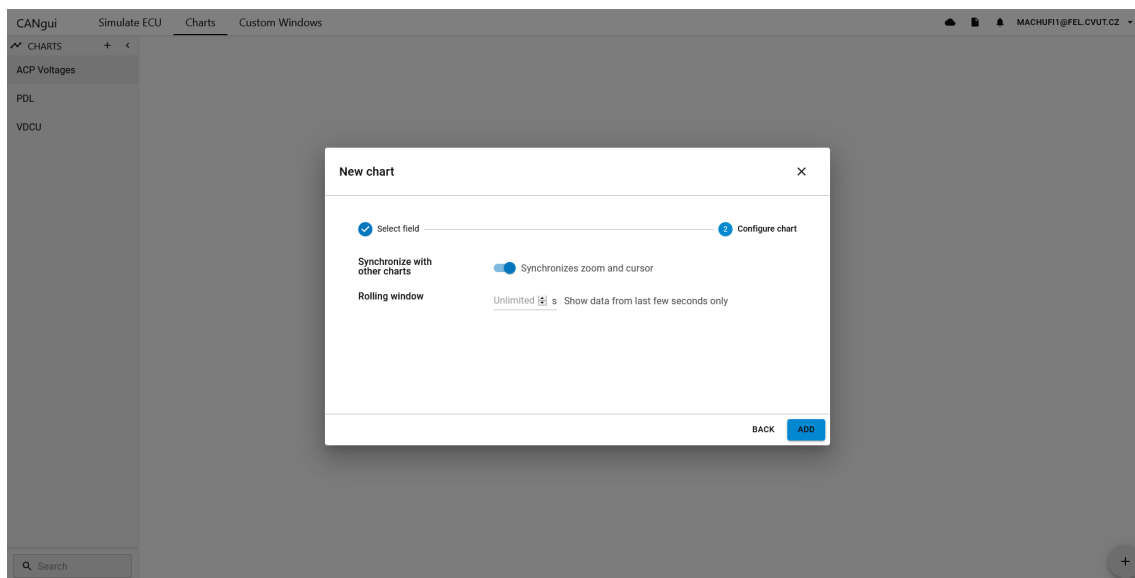 CANgui Simulate ECU Charts Custom Windows MACHUFI1@FEL.CVUT.CZ
CHARTS
ACP Voltages
PDL
VDCU
New chart
Select field 2 Configure chart
Synchronize with
other charts
Synchronizes zoom and cursor
Rolling window
Unlimited s Show data from last few seconds only
BACK ADD
Search